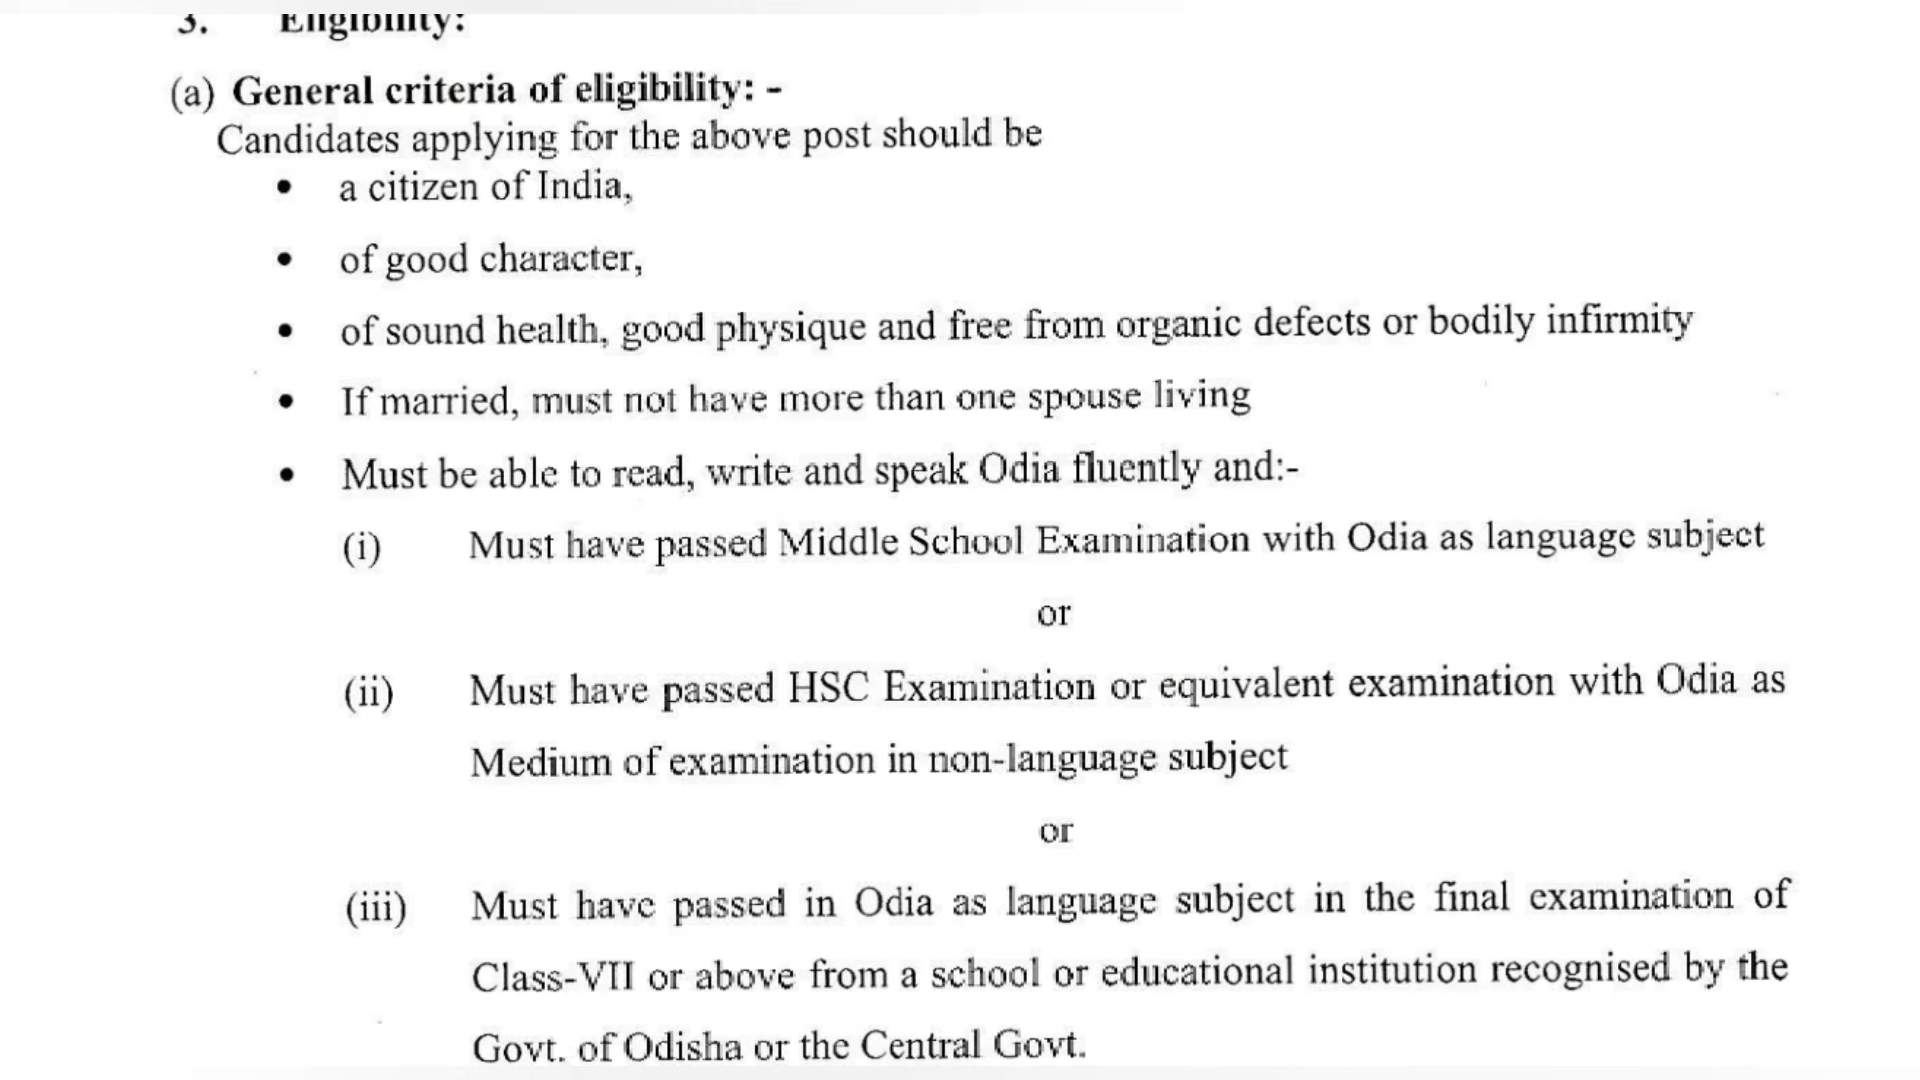 3. Eligibility:
(a) General criteria of eligibility: -
Candidates applying for the above post should be
• a citizen of India,
• of good character,
• of sound health, good physique and free from organic defects or bodily infirmity
• If married, must not have more than one spouse living
• Must be able to read, write and speak Odia fluently and:-
(i) Must have passed Middle School Examination with Odia as language subject
or
(ii) Must have passed HSC Examination or equivalent examination with Odia as
Medium of examination in non-language subject
or
(iii) Must have passed in Odia as language subject in the final examination of
Class-VII or above from a school or educational institution recognised by the
Govt. of Odisha or the Central Govt.